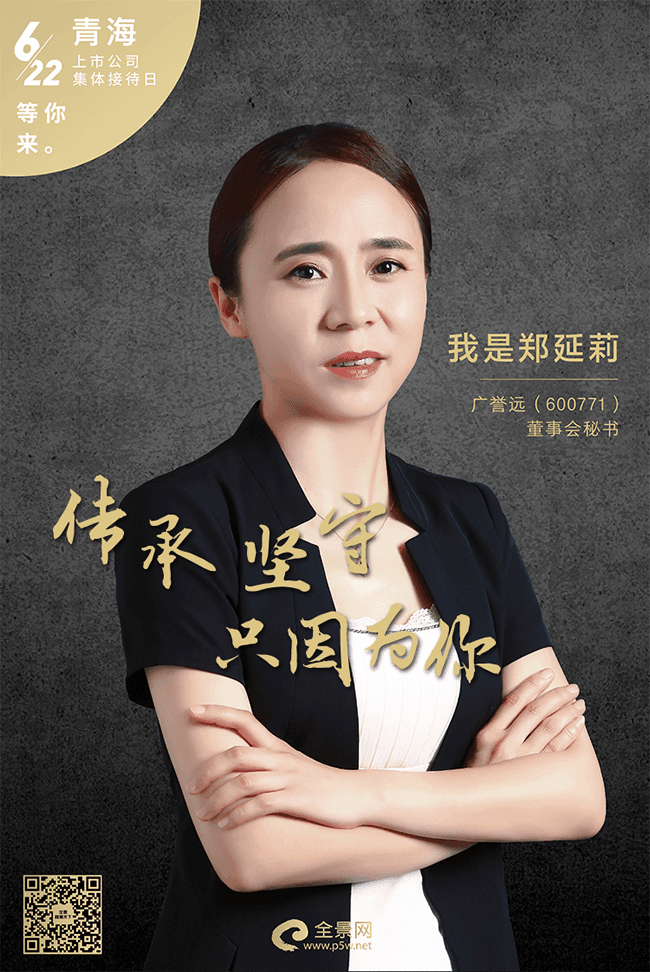 6/22
青海
上市公司
集体接待日
等你
来。
我是郑延莉
广誉远（600771）
董事会秘书
传承 坚守
只因为你
全景网
www.p5w.net